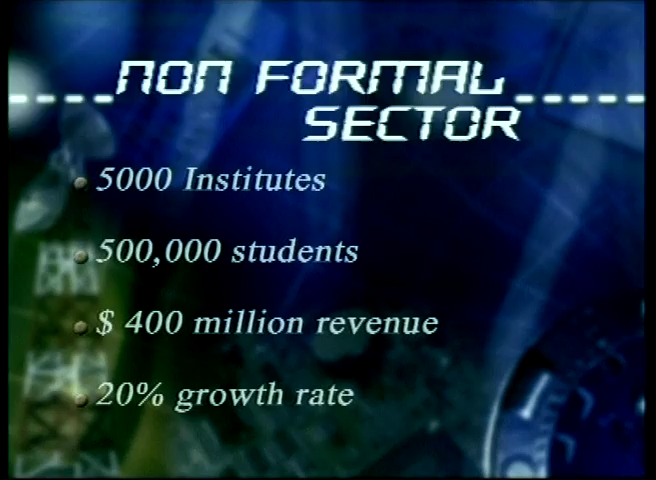 NON FORMAL
SECTOR
5000 Institutes
500,000 students
$ 400 million revenue
20% growth rate